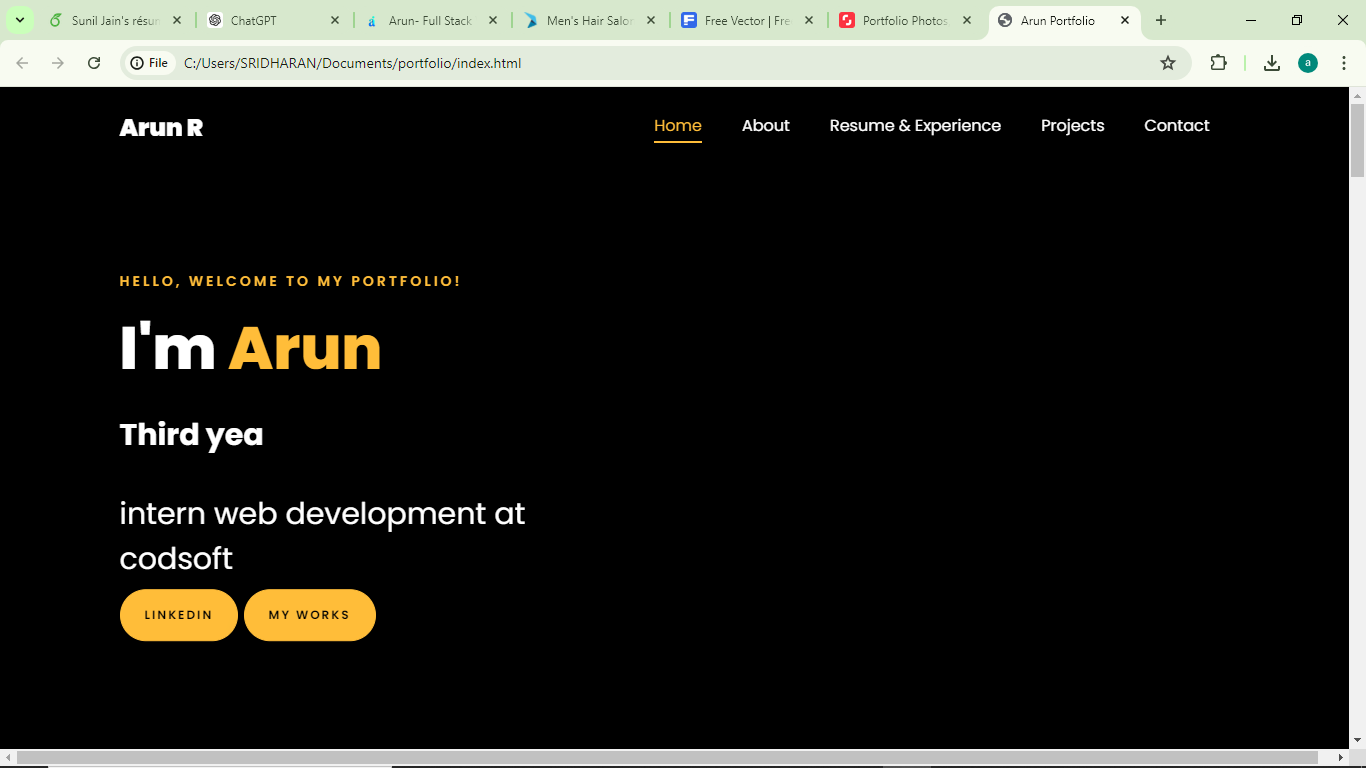 Sunil Jain's résum
ChatGPT
Arun- Full Stack
Men's Hair Salor
Free Vector | Fre
Portfolio Photos
Arun Portfolio
File
C:/Users/SRIDHARAN/Documents/portfolio/index.html
a
Arun R
Home About Resume & Experience Projects Contact
HELLO, WELCOME TO MY PORTFOLIO!
I'm Arun
Third yea
intern web development at
codsoft
LINKEDIN MY WORKS